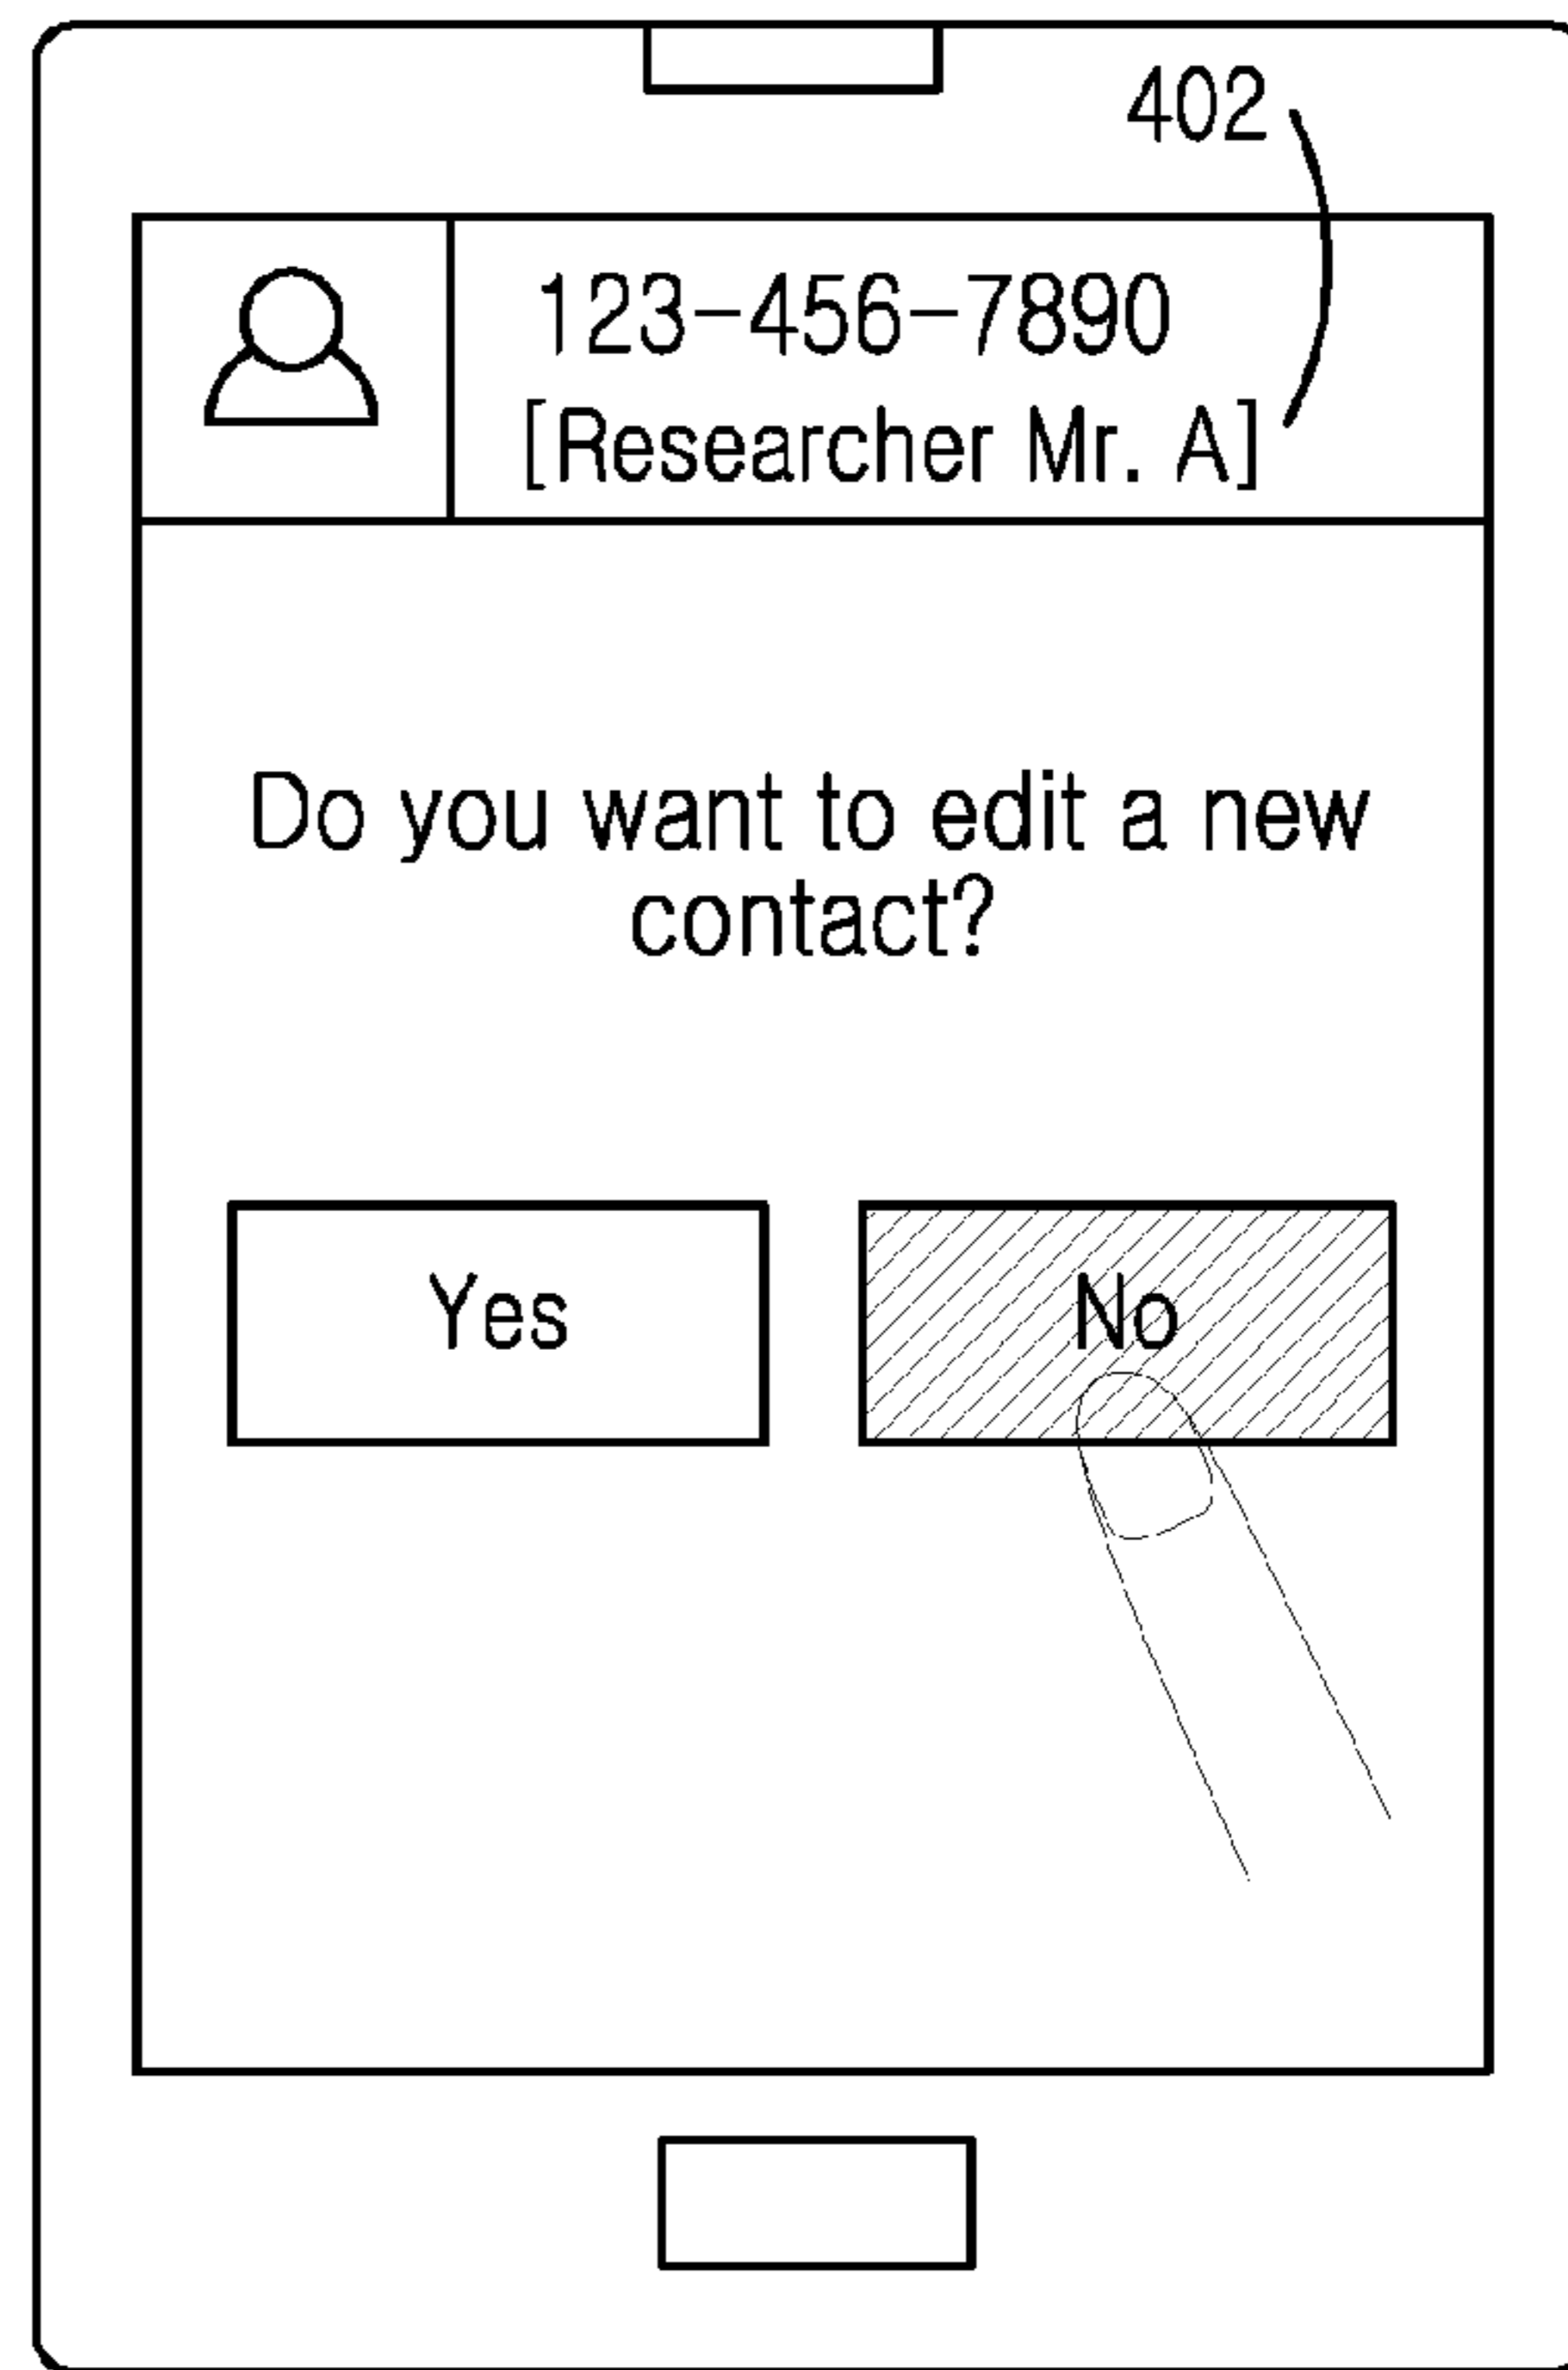 402
123-456-7890
[Researcher Mr. A]
Do you want to edit a new
contact?
Yes
No